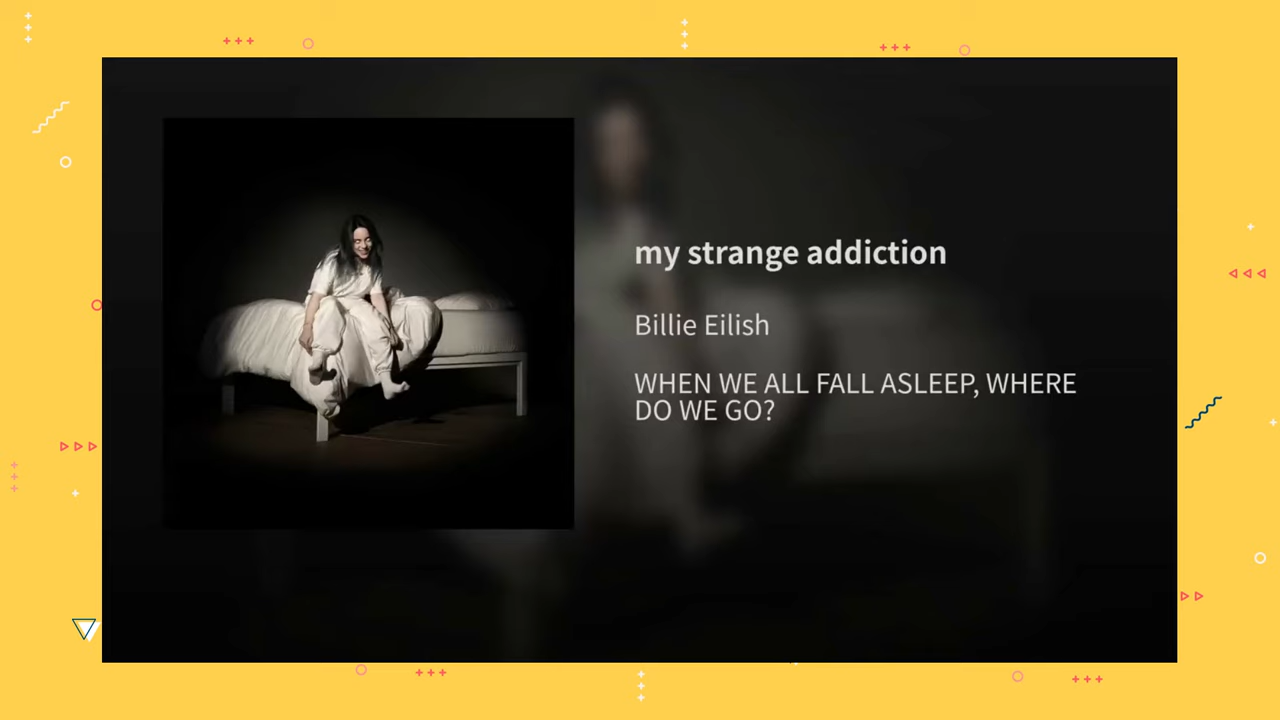 my strange addiction
Billie Eilish
WHEN WE ALL FALL ASLEEP, WHERE
DO WE GO?